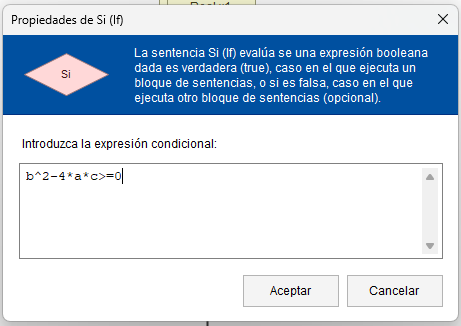 Propiedades de Si (If)
Si
La sentencia Si (If) evalúa se una expresión booleana
dada es verdadera (true), caso en el que ejecuta un
bloque de sentencias, o si es falsa, caso en el que
ejecuta otro bloque de sentencias (opcional).
Introduzca la expresión condicional:
b^2-4*a*c>=0
Aceptar
Cancelar